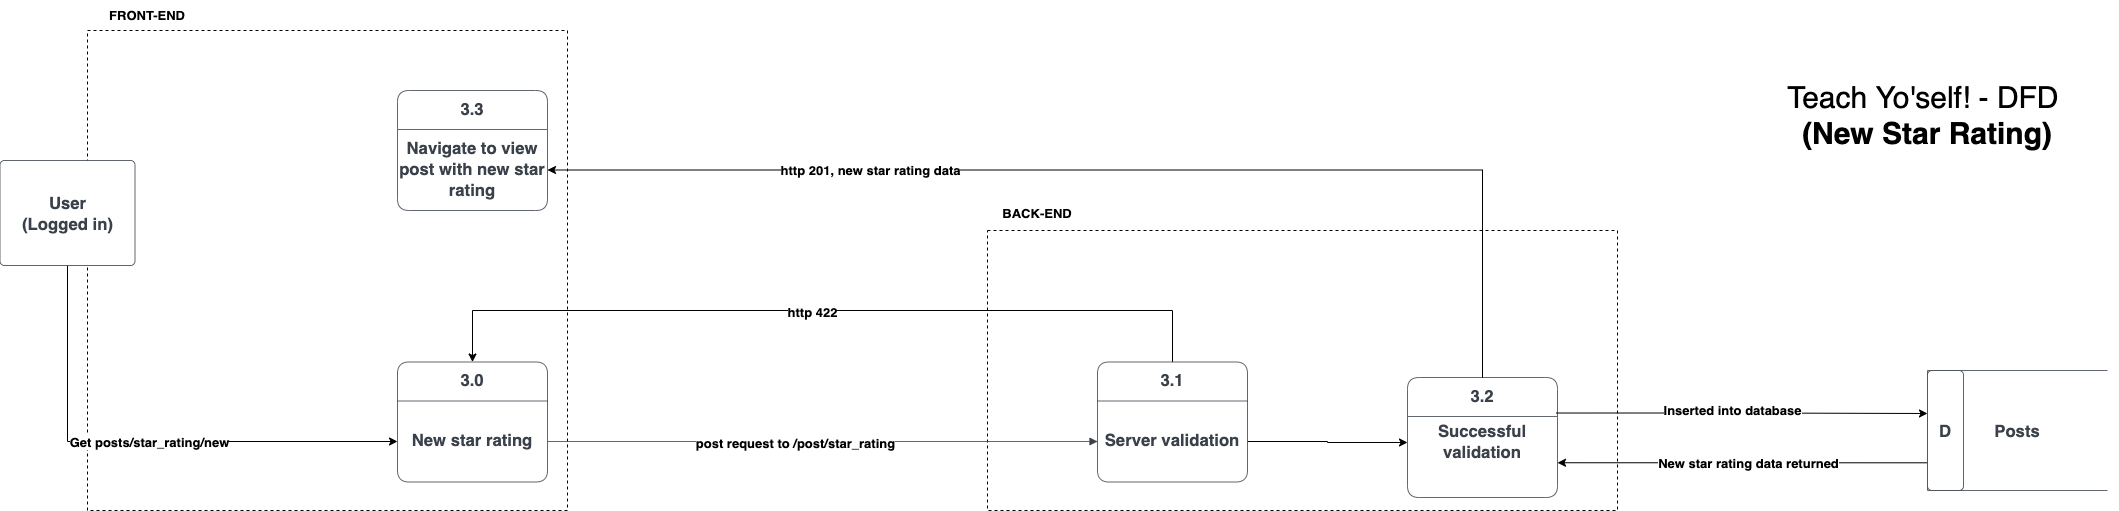 FRONT-END
Teach Yo'self! - DFD
(New Star Rating)
3.3
Navigate to view
post with new star
rating
http 201, new star rating data
User
(Logged in)
BACK-END
http 422
3.0
New star rating
3.1
Server validation
3.2
Successful
validation
Get posts/star_rating/new
post request to /post/star_rating
Inserted into database
New star rating data returned
D
Posts